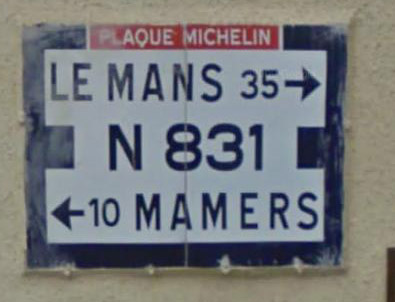 PLAQUE MICHELIN
LE MANS 35 →
N 831
← 10 MAMERS